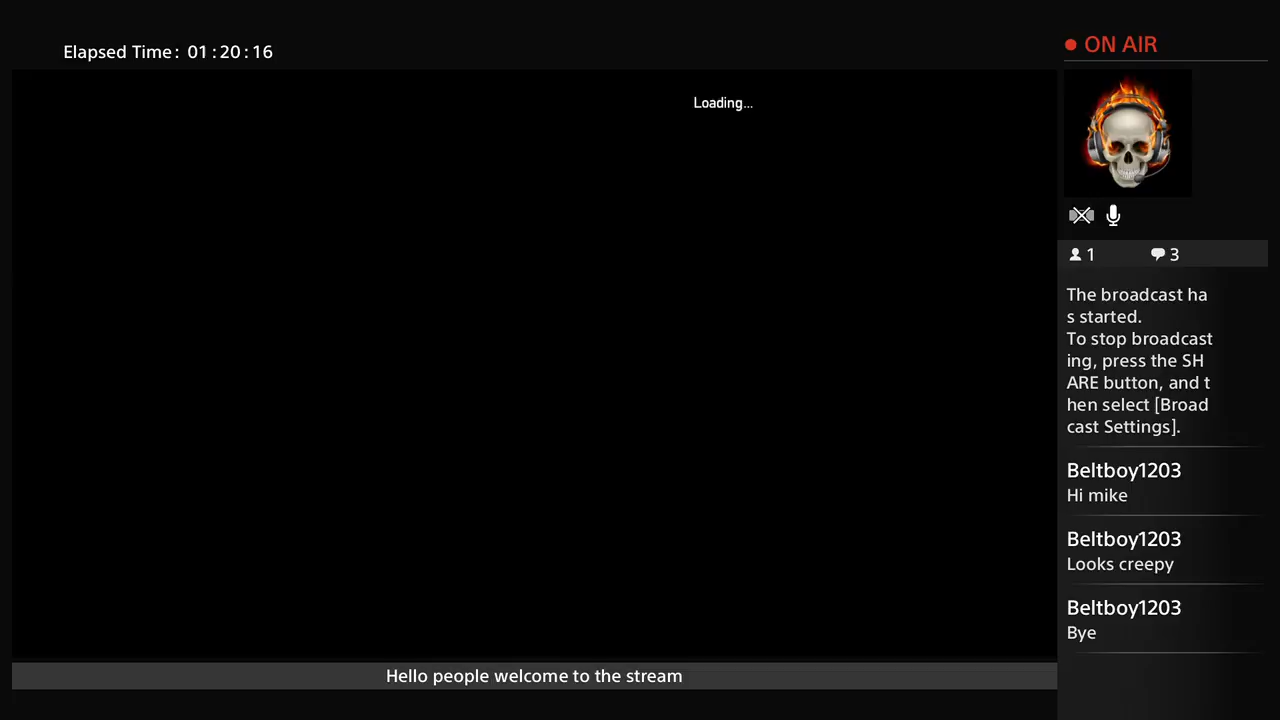 Elapsed Time: 01:20:16
ON AIR
Loading...
1 3
The broadcast ha
s started.
To stop broadcast
ing, press the SH
ARE button, and t
hen select [Broad
cast Settings].
Beltboy1203
Hi mike
Beltboy1203
Looks creepy
Beltboy1203
Bye
Hello people welcome to the stream